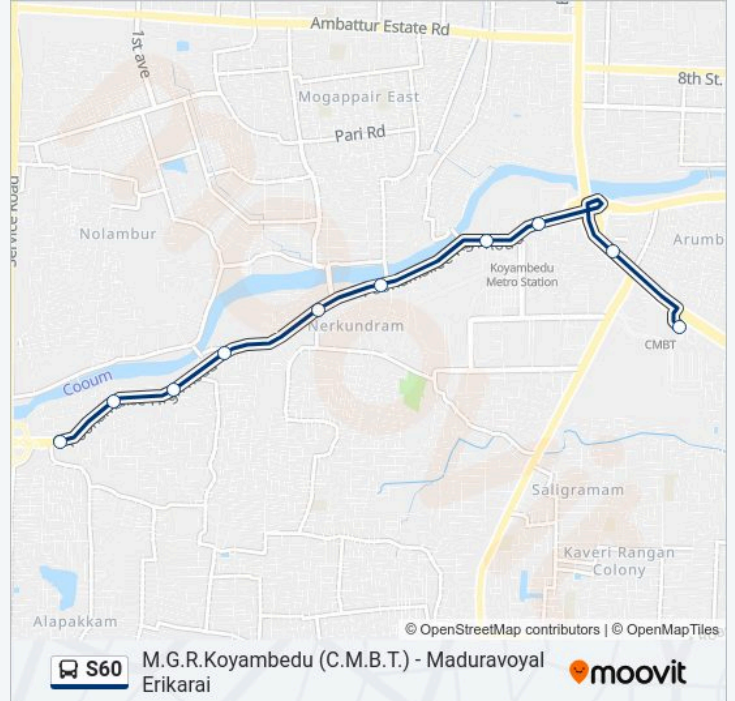 Ambattur Estate Rd
1st ave
8th St.
Mogappair East
Pari Rd
Service Road
Nolambur
Arumb
Koyambedu
Metro Station
Nerkundram
CMBT
Cooum
Saligramam
Kaveri Rangan
Colony
Alapakkam
© OpenStreetMap contributors | © OpenMapTiles
S60
M.G.R.Koyambedu (C.M.B.T.) - Maduravoyal
Erikarai
moovit